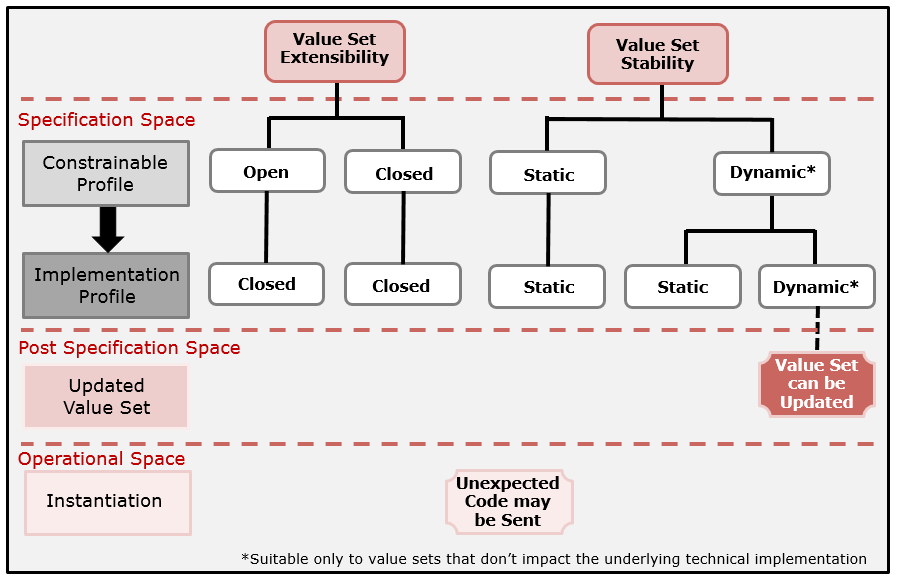 Value Set
Extensibility
Value Set
Stability
Specification Space
Constrainable
Profile
Open
Closed
Static
Dynamic*
Implementation
Profile
Closed
Closed
Static
Static
Dynamic*
Post Specification Space
Updated
Value Set
Value Set
can be
Updated
Operational Space
Instantiation
Unexpected
Code may
be Sent
*Suitable only to value sets that don’t impact the underlying technical implementation